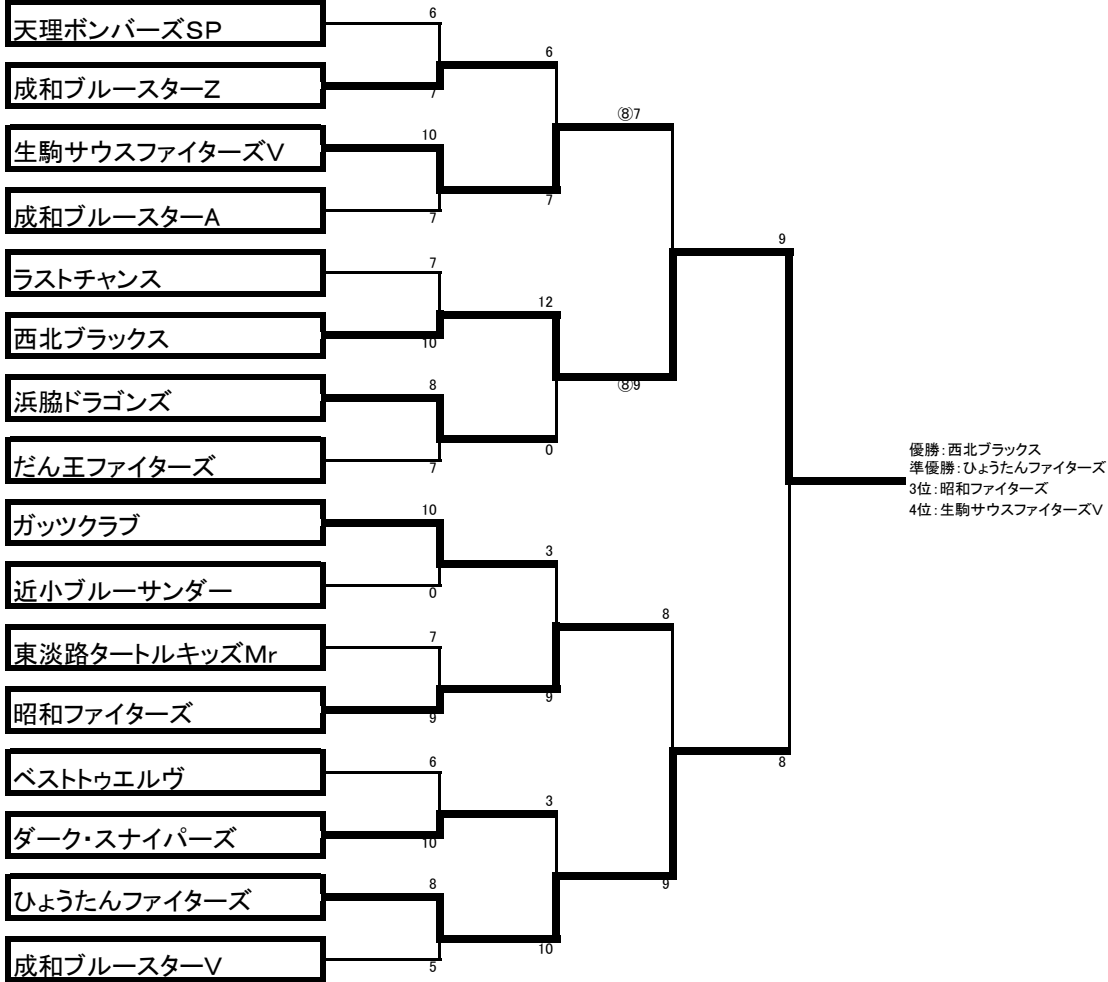 天理ボンバーズSP
6
6
成和ブルースターZ
7
⑧7
生駒サウスファイターズV
10
7
成和ブルースターA
7
9
ラストチャンス
7
12
西北ブラックス
10
⑧9
浜脇ドラゴンズ
8
0
だん王ファイターズ
7
優勝:西北ブラックス
準優勝:ひょうたんファイターズ
3位:昭和ファイターズ
4位:生駒サウスファイターズV
ガッツクラブ
10
3
近小ブルーサンダー
0
8
東淡路タートルキッズMr
7
9
昭和ファイターズ
9
8
ベストトゥエルヴ
6
3
ダーク・スナイパーズ
10
9
ひょうたんファイターズ
8
10
成和ブルースターV
5